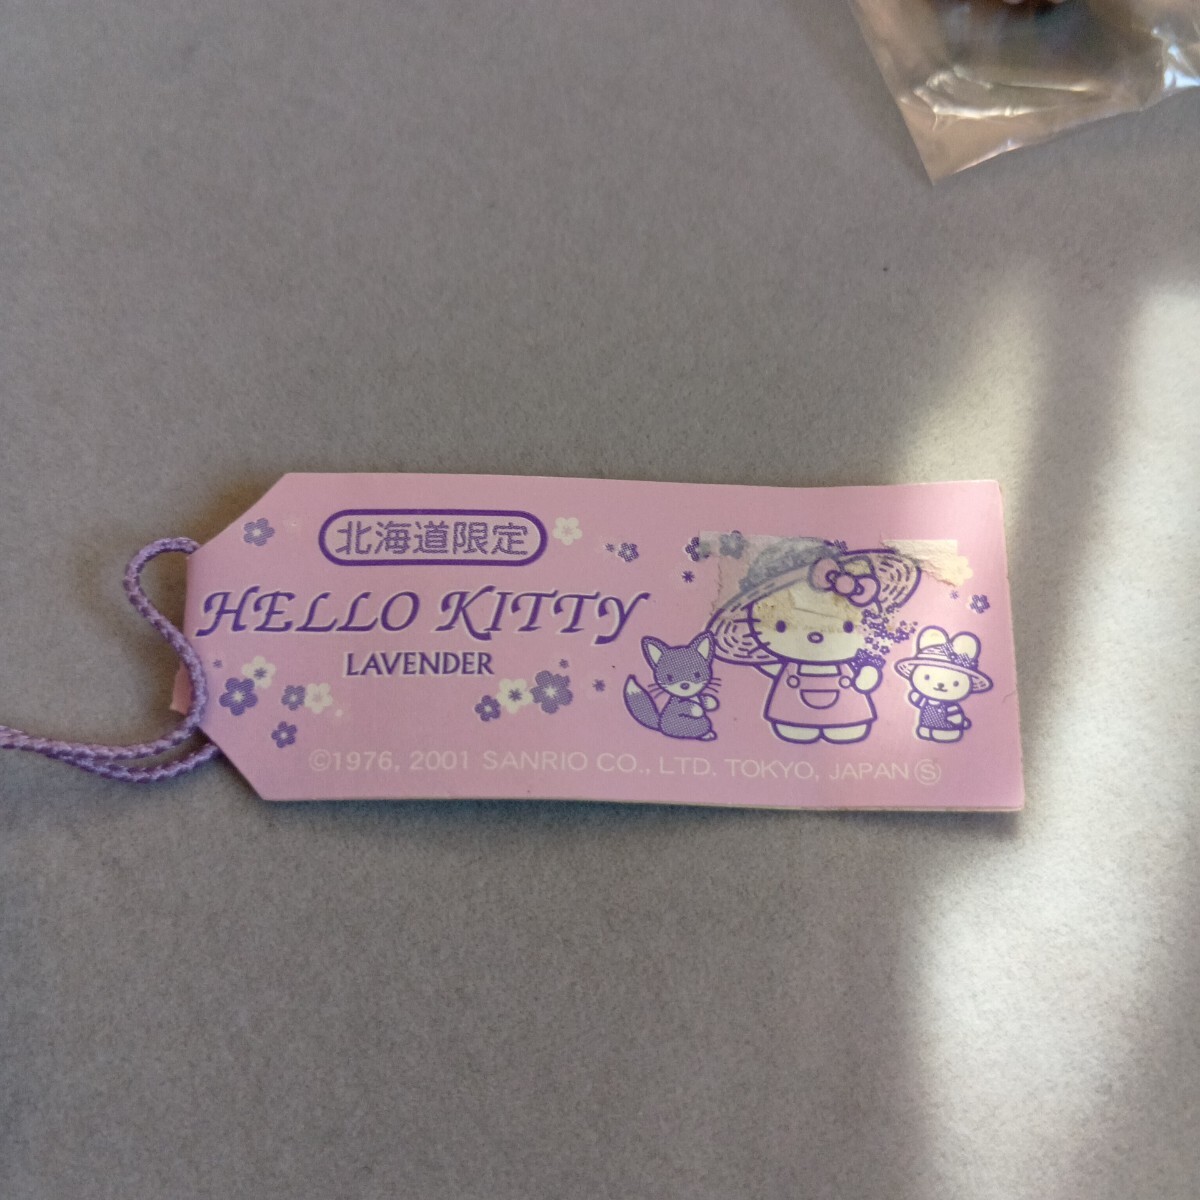 北海道限定
HELLO KITTY
LAVENDER
©1976, 2001 SANRIO CO., LTD. TOKYO, JAPAN Ⓢ